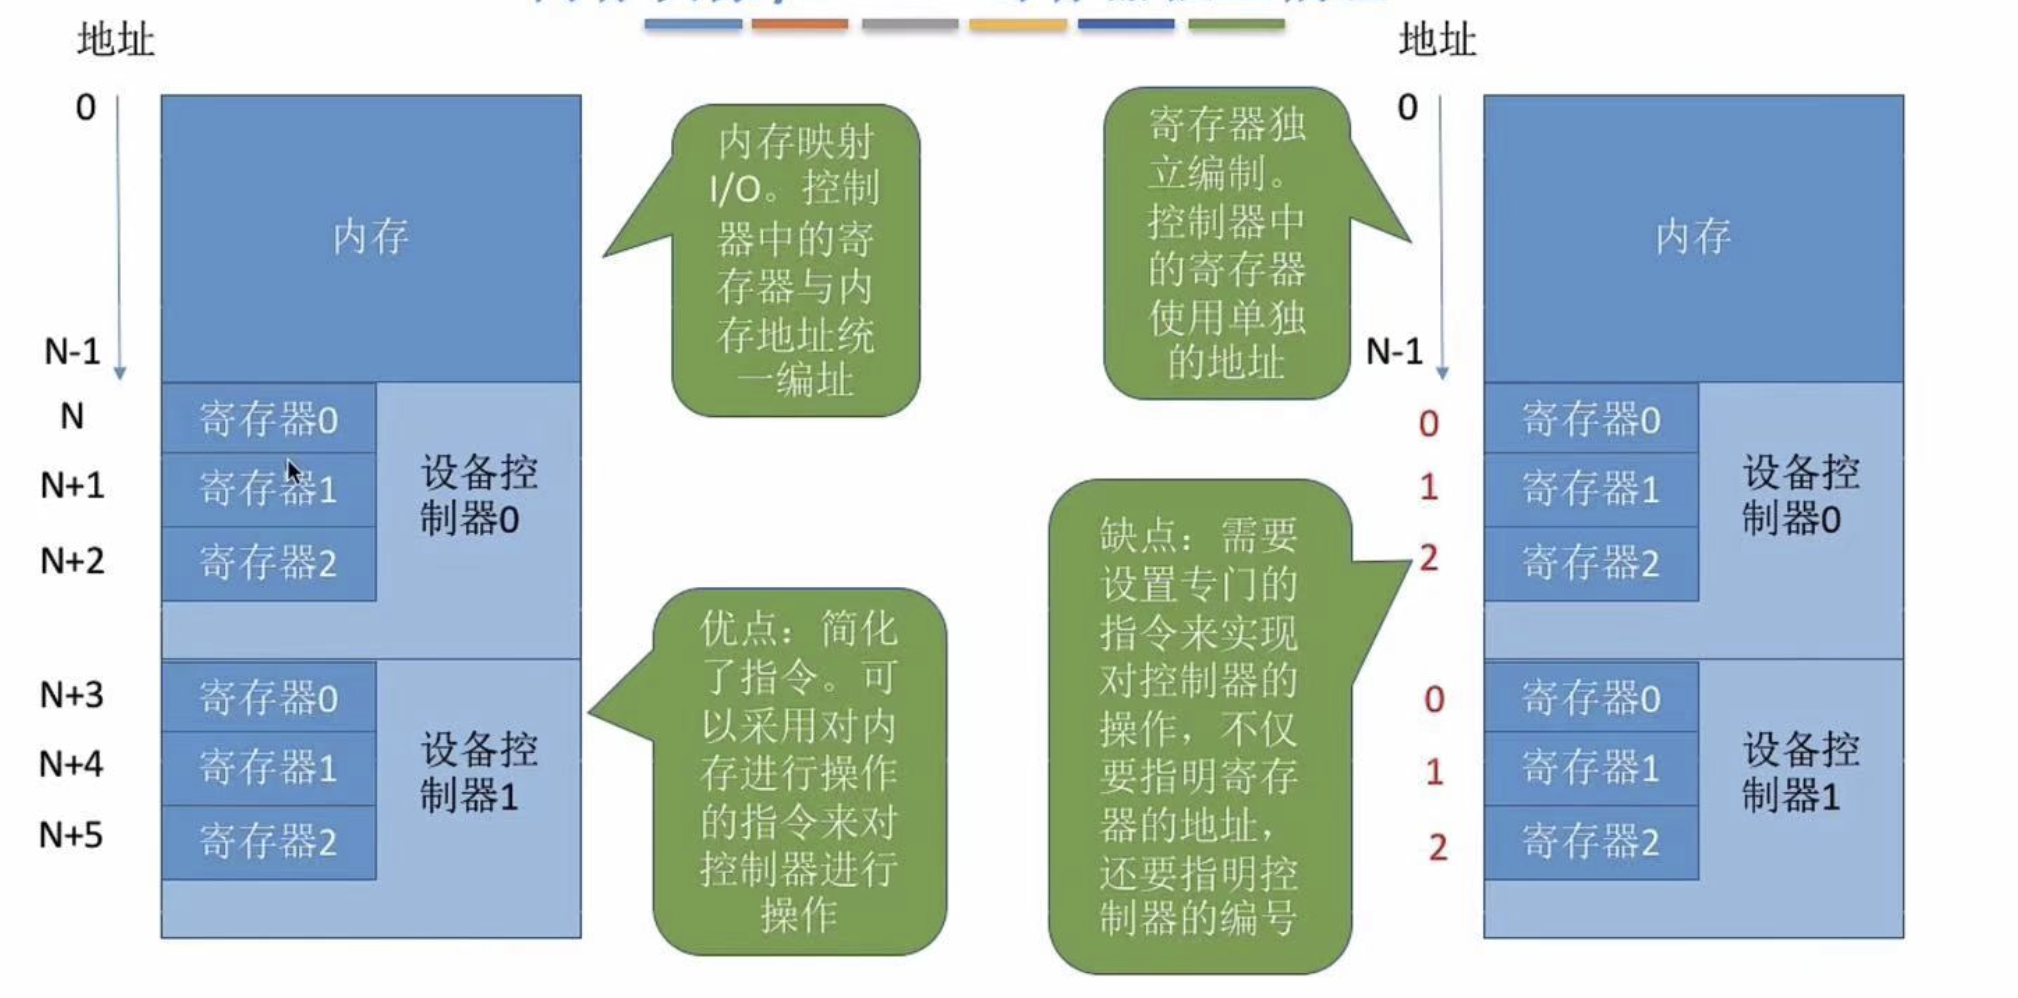 地址
0
N-1
N
N+1
N+2
N+3
N+4
N+5
内存
寄存器0
寄存器1
寄存器2
设备控
制器0
寄存器0
寄存器1
寄存器2
设备控
制器1
内存映射
I/O。控制
器中的寄
存器与内
存地址统
一编址
优点：简化
了指令。可
以采用对内
存进行操作
的指令来对
控制器进行
操作
寄存器独
立编制。
控制器中
的寄存器
使用单独
的地址
缺点：需要
设置专门的
指令来实现
对控制器的
操作，不仅
要指明寄存
器的地址，
还要指明控
制器的编号
地址
0
N-1
0
1
2
0
1
2
内存
寄存器0
寄存器1
寄存器2
设备控
制器0
寄存器0
寄存器1
寄存器2
设备控
制器1